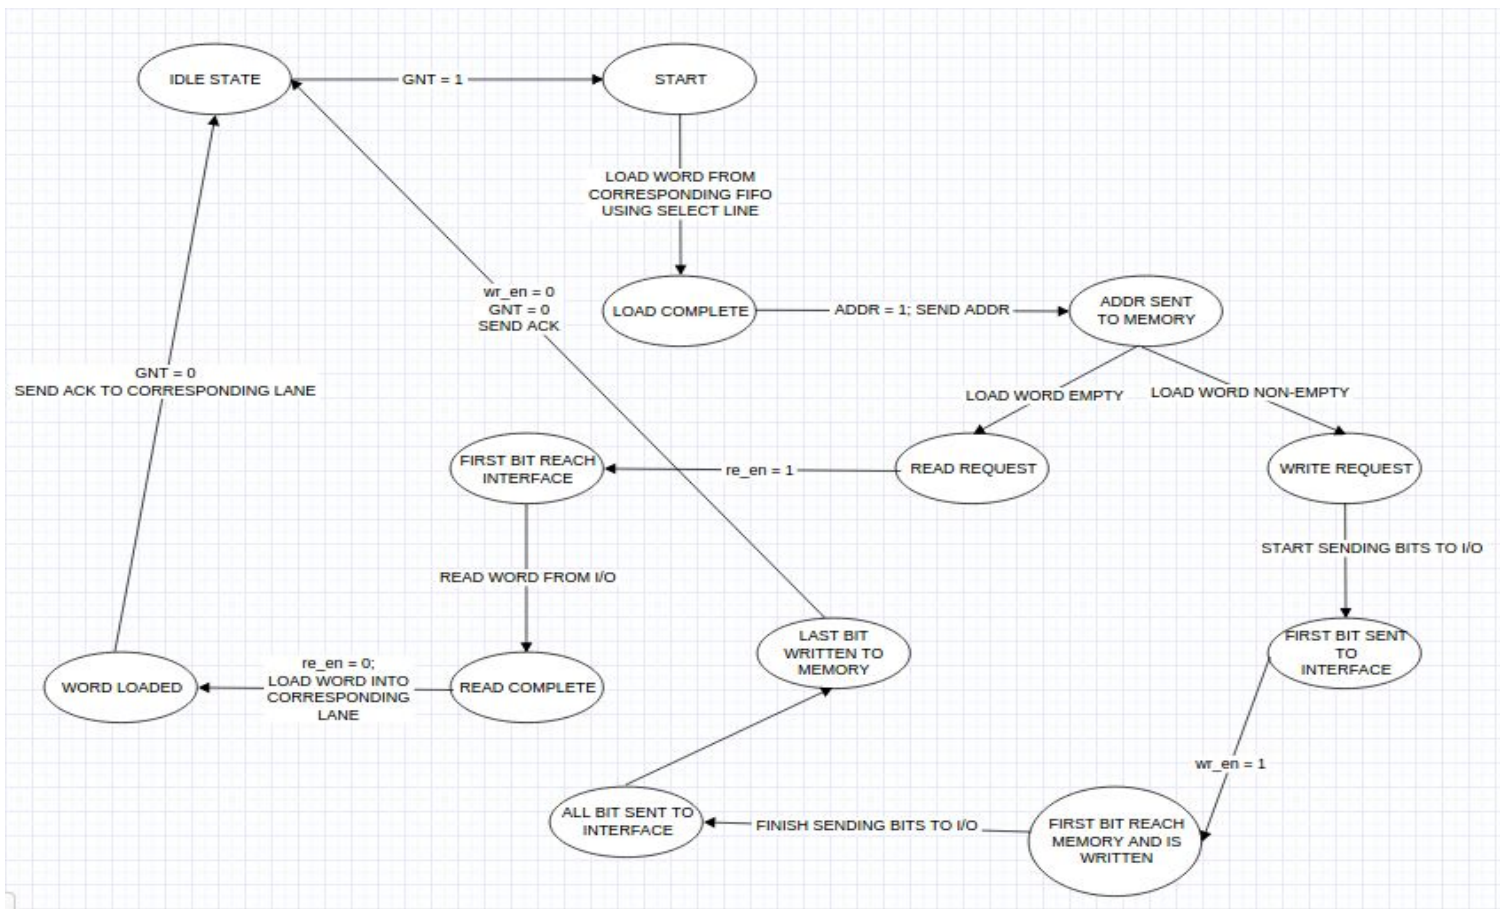 IDLE STATE
GNT = 1
START
LOAD WORD FROM
CORRESPONDING FIFO
USING SELECT LINE
wr_en = 0
GNT = 0
SEND ACK
LOAD COMPLETE
ADDR = 1; SEND ADDR
ADDR SENT
TO MEMORY
GNT = 0
SEND ACK TO CORRESPONDING LANE
LOAD WORD EMPTY
LOAD WORD NON-EMPTY
FIRST BIT REACH
INTERFACE
re_en = 1
READ REQUEST
WRITE REQUEST
READ WORD FROM I/O
START SENDING BITS TO I/O
WORD LOADED
re_en = 0;
LOAD WORD INTO
CORRESPONDING
LANE
READ COMPLETE
LAST BIT
WRITTEN TO
MEMORY
FIRST BIT SENT
TO
INTERFACE
wr_en = 1
ALL BIT SENT TO
INTERFACE
FINISH SENDING BITS TO I/O
FIRST BIT REACH
MEMORY AND IS
WRITTEN